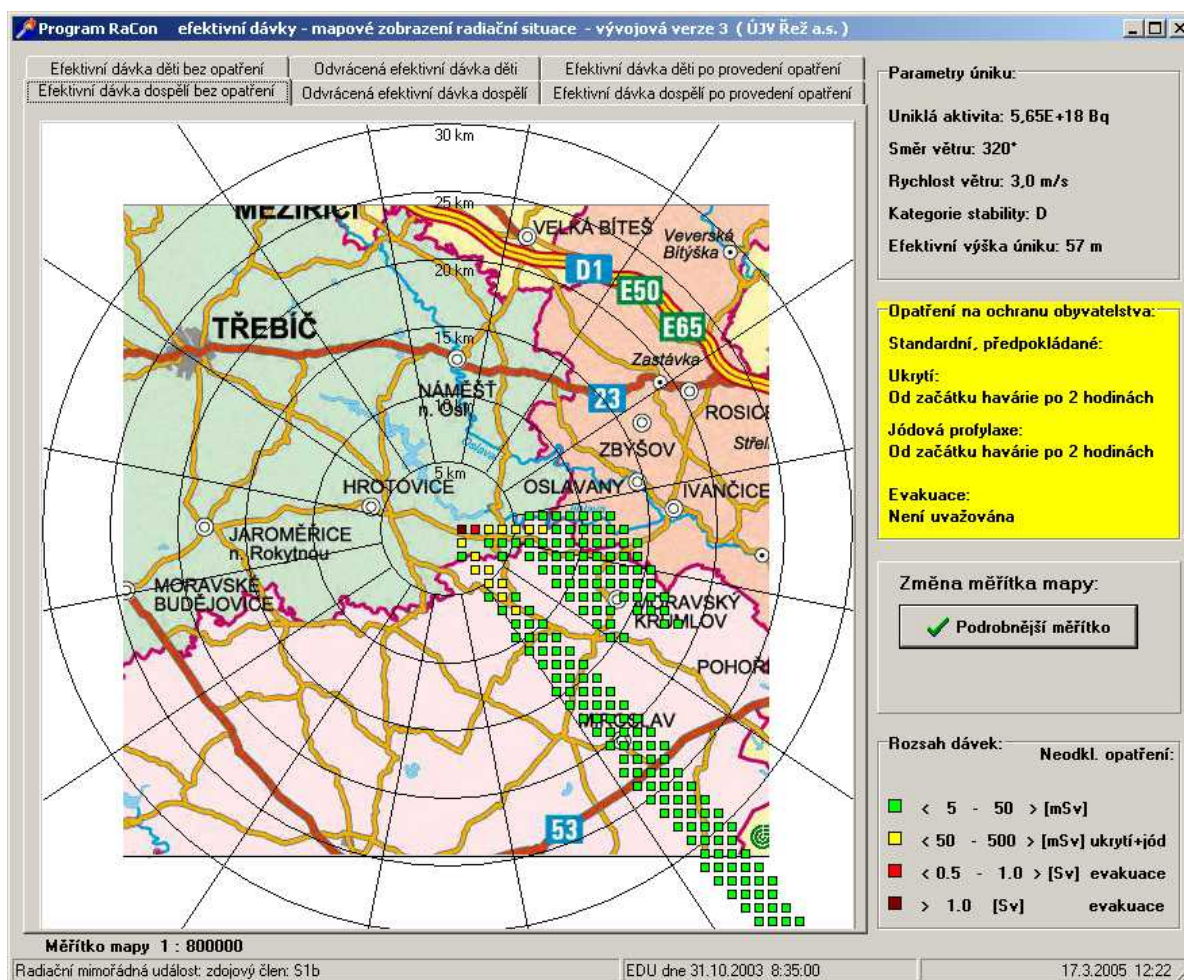 Program RaCon    efektivní dávky - mapové zobrazení radiační situace - vývojová verze 3 ( ÚJV Řež a.s. )
Efektivní dávka děti bez opatření
Odvrácená efektivní dávka děti
Efektivní dávka děti po provedení opatření
Efektivní dávka dospělí bez opatření
Odvrácená efektivní dávka dospělí
Efektivní dávka dospělí po provedení opatření
30 km
25 km
20 km
15 km
10 km
5 km
MEZIŘÍČÍ
VELKÁ BÍTEŠ
Veverská
Bitýška
D1
E50
E65
TŘEBÍČ
Zastávka
NÁMĚŠŤ
n. Osl.
23
ROSICE
ZBÝŠOV
Střel
Oslava
HROTOVICE
OSLAVANY
IVANČICE
JAROMĚŘICE
n. Rokytnou
MORAVSKÉ
BUDĚJOVICE
MORAVSKÝ
KRUMLOV
POHOŘ
MIROSLAV
53
Měřítko mapy 1 : 800000
Parametry úniku:
Uniklá aktivita: 5,65E+18 Bq
Směr větru: 320°
Rychlost větru: 3,0 m/s
Kategorie stability: D
Efektivní výška úniku: 57 m
Opatření na ochranu obyvatelstva:
Standardní, předpokládané:
Ukrytí:
Od začátku havárie po 2 hodinách
Jódová profylaxe:
Od začátku havárie po 2 hodinách
Evakuace:
Není uvažována
Změna měřítka mapy:
Podrobnější měřítko
Rozsah dávek:
Neodkl. opatření:
< 5 - 50 > [mSv]
< 50 - 500 > [mSv] ukrytí+jód
< 0.5 - 1.0 > [Sv] evakuace
> 1.0 [Sv] evakuace
Radiační mimořádná událost: zdojový člen: S1b
EDU dne 31.10.2003 8:35:00
17.3.2005 12:22